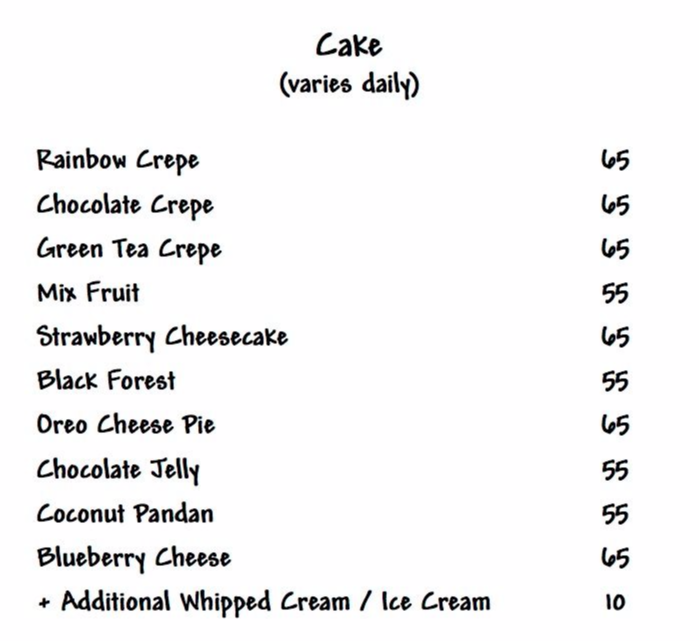 Cake
(varies daily)
Rainbow Crepe 65
Chocolate Crepe 65
Green Tea Crepe 65
Mix Fruit 55
Strawberry Cheesecake 65
Black Forest 55
Oreo Cheese Pie 65
Chocolate Jelly 55
Coconut Pandan 55
Blueberry Cheese 65
+ Additional Whipped Cream / Ice Cream 10